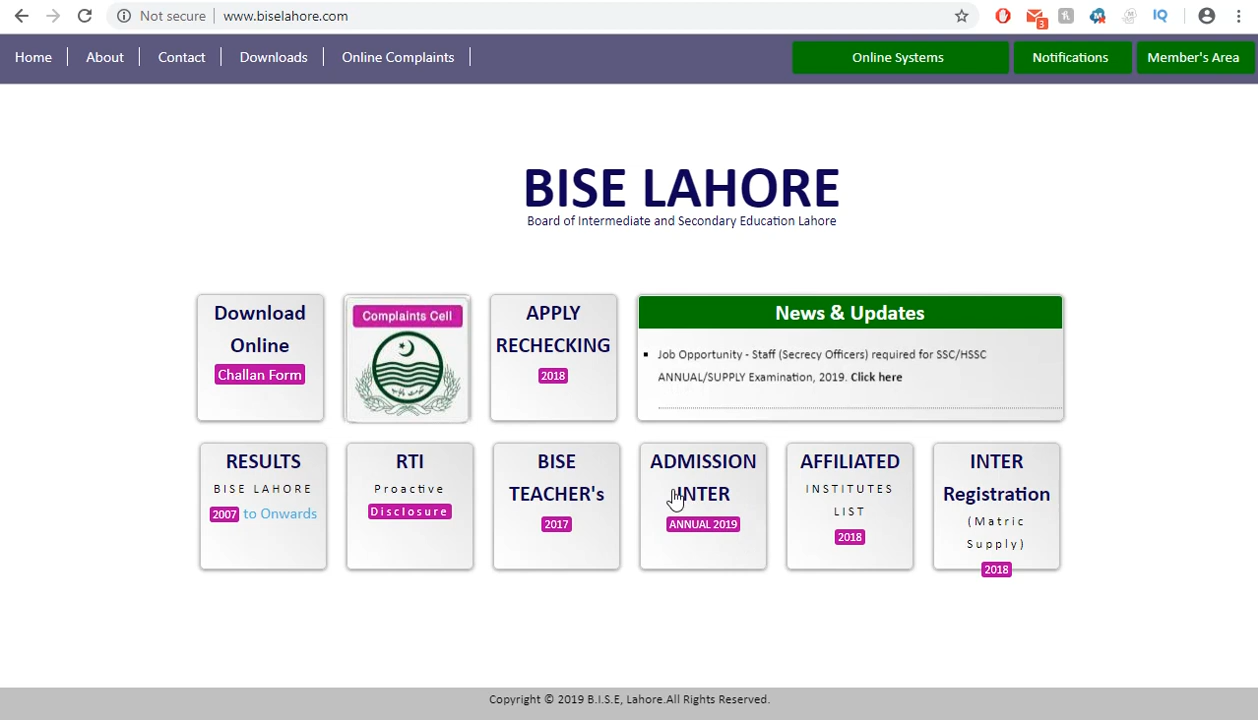 Not secure | www.biselahore.com
3
IQ
Home
About
Contact
Downloads
Online Complaints
Online Systems
Notifications
Member's Area
BISE LAHORE
Board of Intermediate and Secondary Education Lahore
Download
Online
Challan Form
Complaints Cell
APPLY
RECHECKING
2018
News & Updates
Job Opportunity - Staff (Secrecy Officers) required for SSC/HSSC
ANNUAL/SUPPLY Examination, 2019. Click here
RESULTS
BISE LAHORE
2007 to Onwards
RTI
Proactive
Disclosure
BISE
TEACHER's
2017
ADMISSION
INTER
ANNUAL 2019
AFFILIATED
INSTITUTES
LIST
2018
INTER
Registration
(Matric
Supply)
2018
Copyright © 2019 B.I.S.E, Lahore.All Rights Reserved.